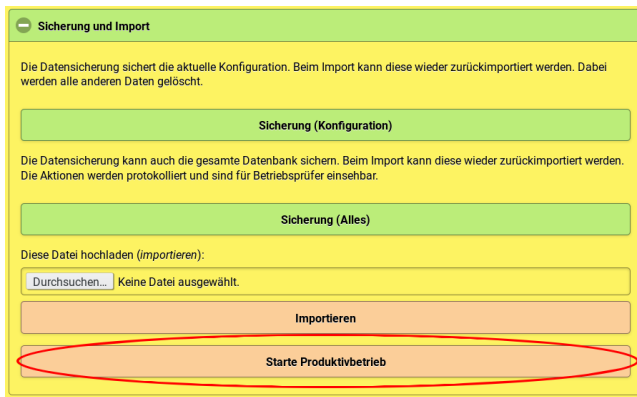 Sicherung und Import
Die Datensicherung sichert die aktuelle Konfiguration. Beim Import kann diese wieder zurückimportiert werden. Dabei
werden alle anderen Daten gelöscht.
Sicherung (Konfiguration)
Die Datensicherung kann auch die gesamte Datenbank sichern. Beim Import kann diese wieder zurückimportiert werden.
Die Aktionen werden protokolliert und sind für Betriebsprüfer einsehbar.
Sicherung (Alles)
Diese Datei hochladen (importieren):
Durchsuchen... Keine Datei ausgewählt.
Importieren
Starte Produktivbetrieb